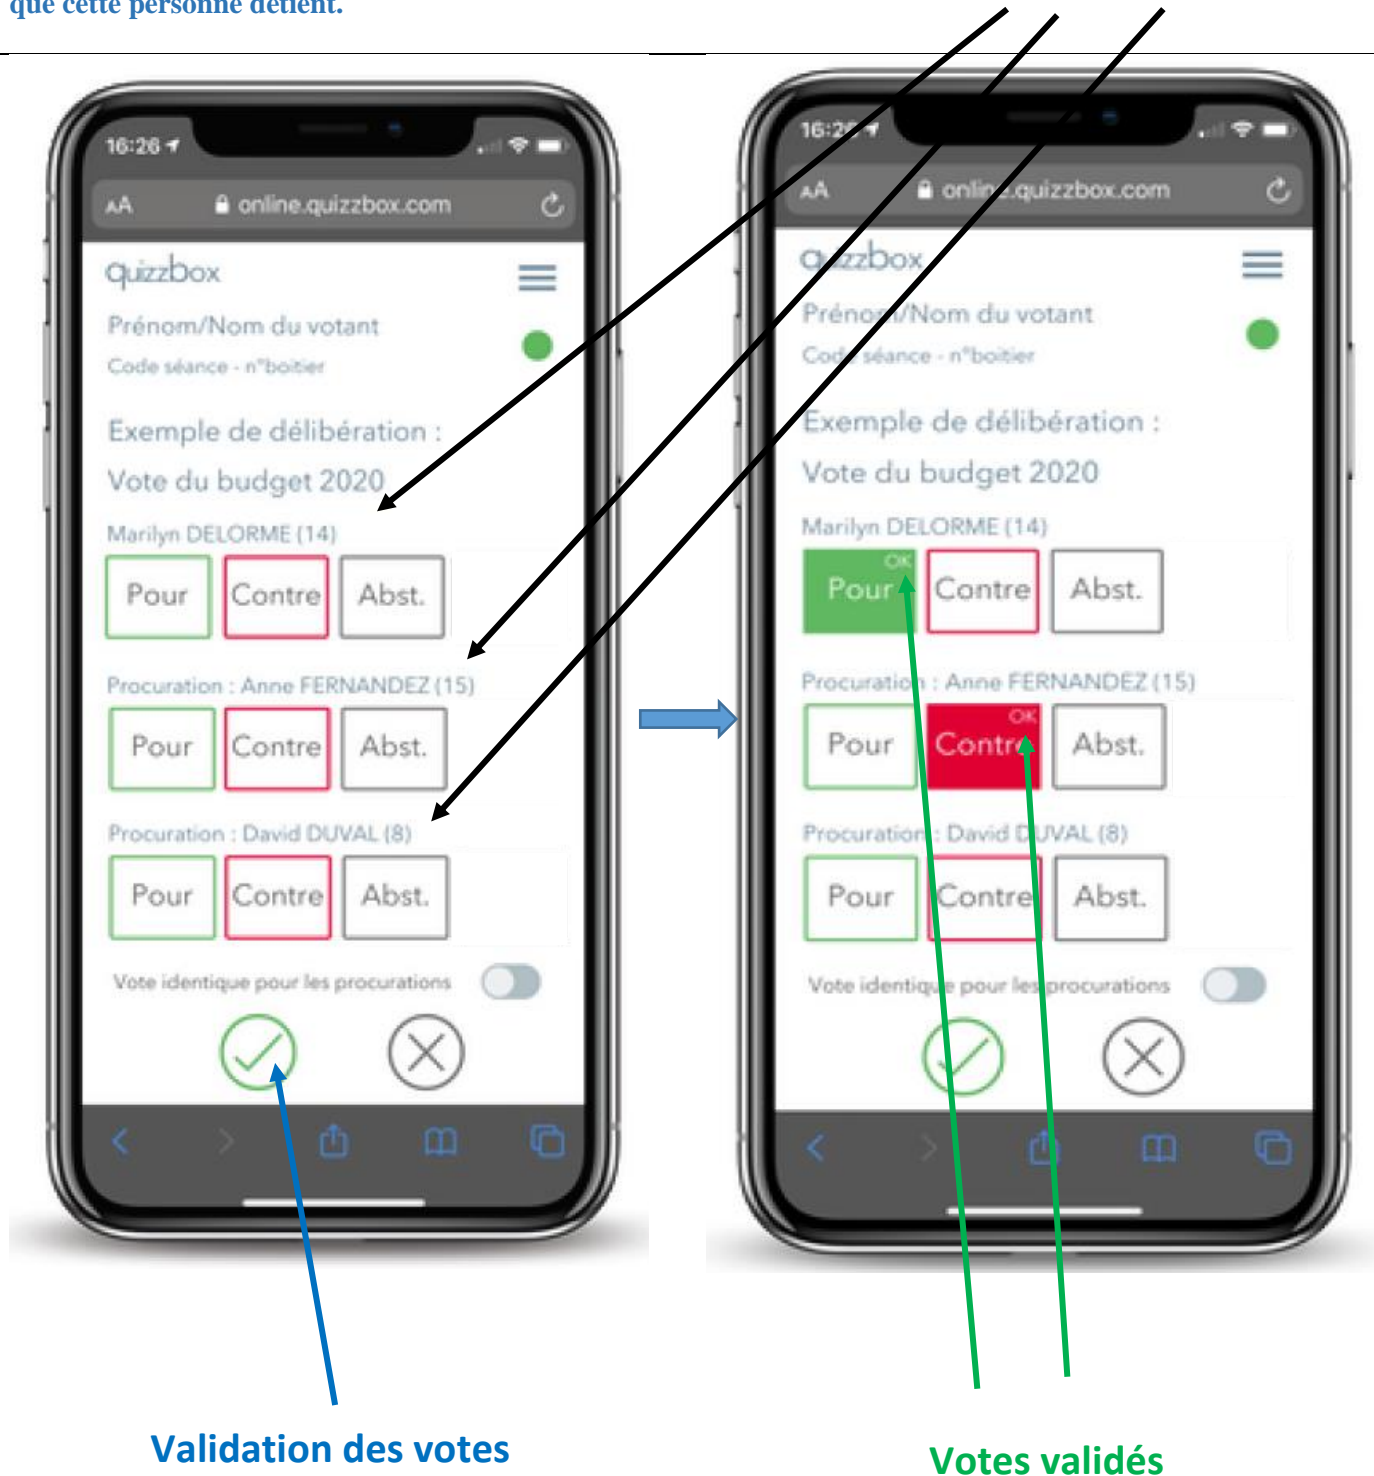 que cette personne détient.
16:26
AA online.quizzbox.com
quizzbox
Prénom/Nom du votant
Code séance - n°boitier
Exemple de délibération :
Vote du budget 2020
Marilyn DELORME (14)
Pour Contre Abst.
Procuration : Anne FERNANDEZ (15)
Pour Contre Abst.
Procuration : David DUVAL (8)
Pour Contre Abst.
Vote identique pour les procurations
Validation des votes
16:26
AA online.quizzbox.com
quizzbox
Prénom/Nom du votant
Code séance - n°boitier
Exemple de délibération :
Vote du budget 2020
Marilyn DELORME (14)
OK
Pour Contre Abst.
Procuration : Anne FERNANDEZ (15)
OK
Pour Contre Abst.
Procuration : David DUVAL (8)
Pour Contre Abst.
Vote identique pour les procurations
Votes validés